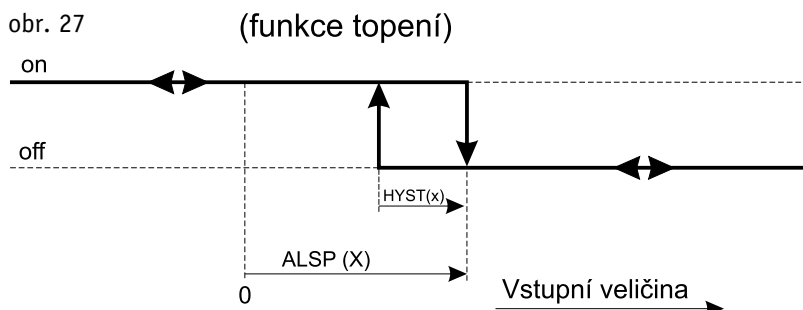 obr. 27
(funkce topení)
on
off
HYST(x)
ALSP (X)
0
Vstupní veličina